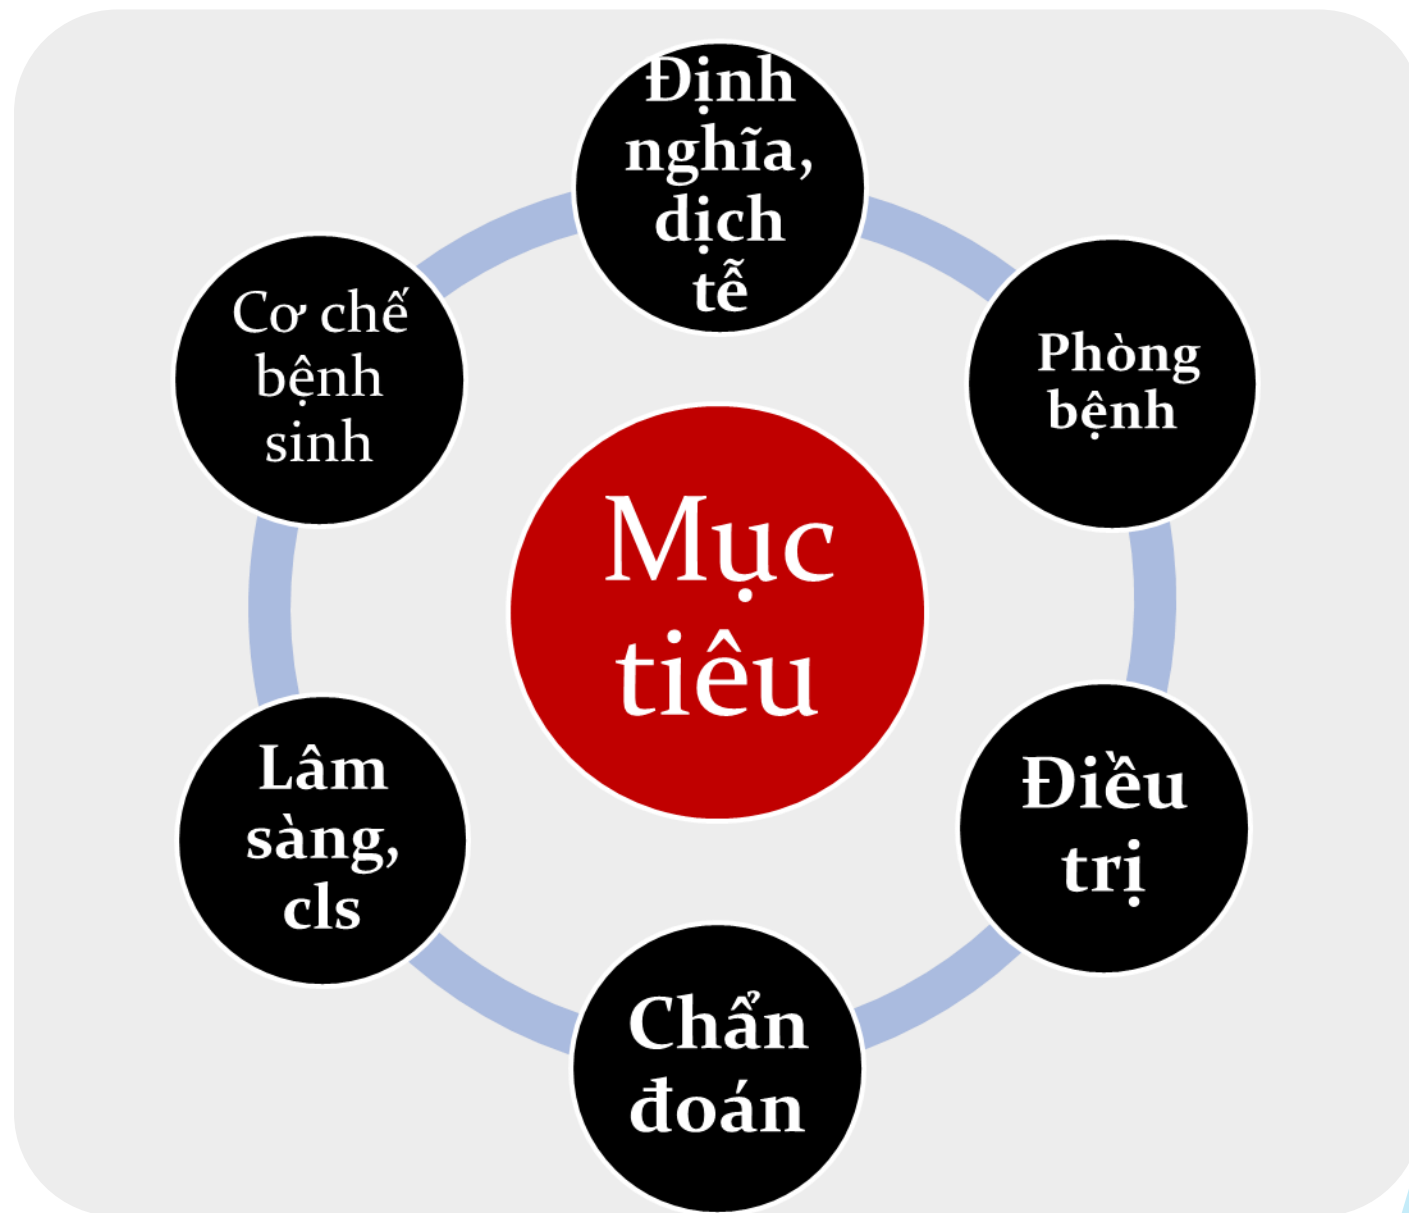 Định
nghĩa,
dịch
tễ
Phòng
bệnh
Điều
trị
Chẩn
đoán
Lâm
sàng,
cls
Cơ chế
bệnh
sinh
Mục
tiêu